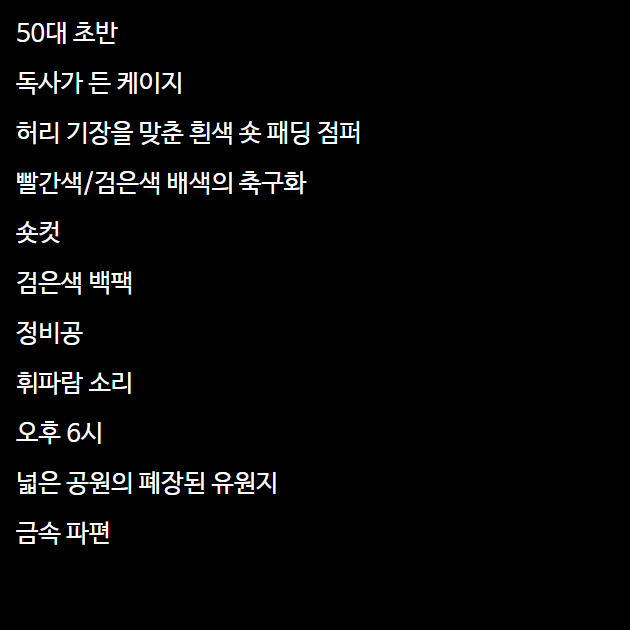 50대 초반
독사가 든 케이지
허리 기장을 맞춘 흰색 숏 패딩 점퍼
빨간색/검은색 배색의 축구화
숏컷
검은색 백팩
정비공
휘파람 소리
오후 6시
넓은 공원의 폐장된 유원지
금속 파편